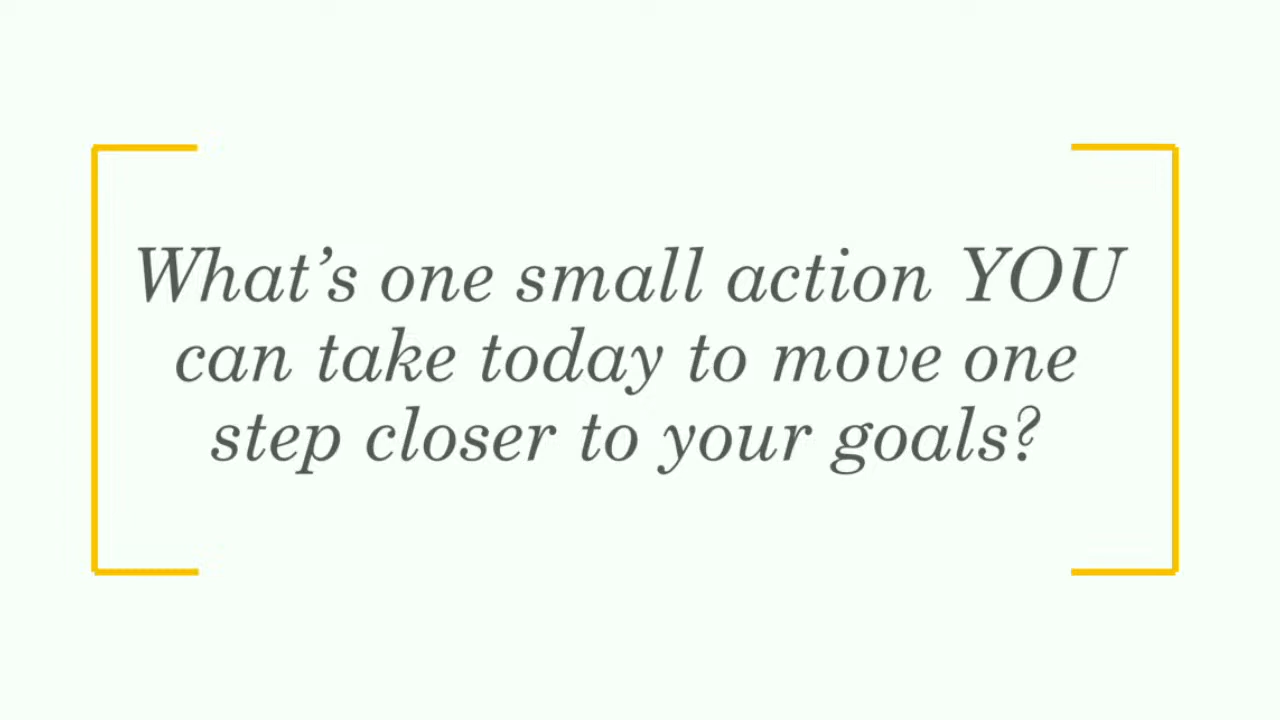 What’s one small action YOU
can take today to move one
step closer to your goals?